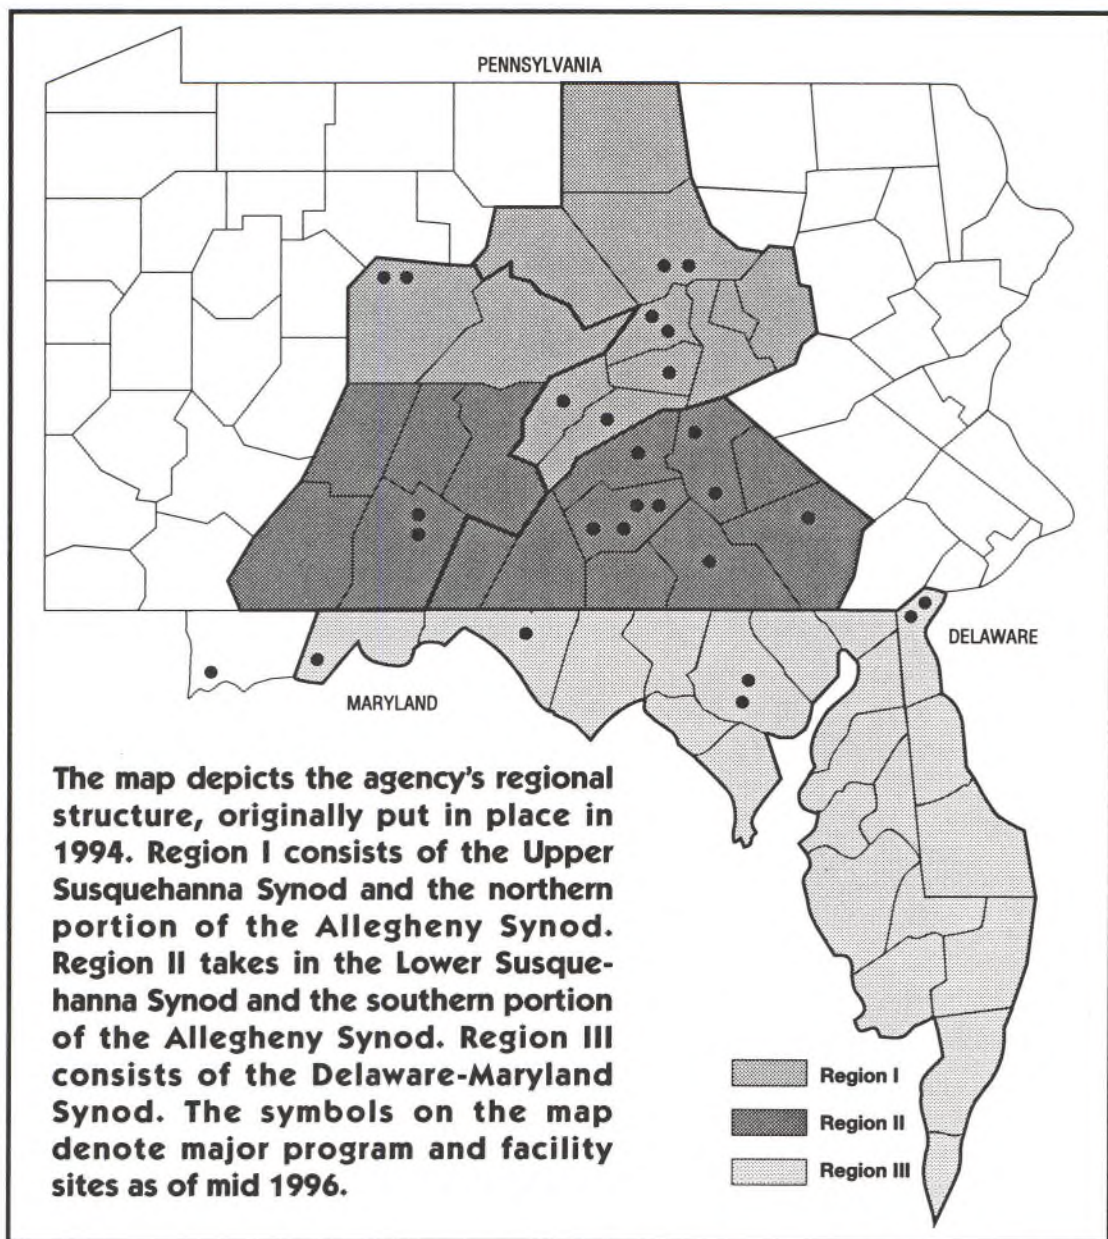 PENNSYLVANIA
DELAWARE
MARYLAND
The map depicts the agency's regional
structure, originally put in place in
1994. Region I consists of the Upper
Susquehanna Synod and the northern
portion of the Allegheny Synod.
Region II takes in the Lower Susque-
hanna Synod and the southern portion
of the Allegheny Synod. Region III
consists of the Delaware-Maryland
Synod. The symbols on the map
denote major program and facility
sites as of mid 1996.
Region I
Region II
Region III